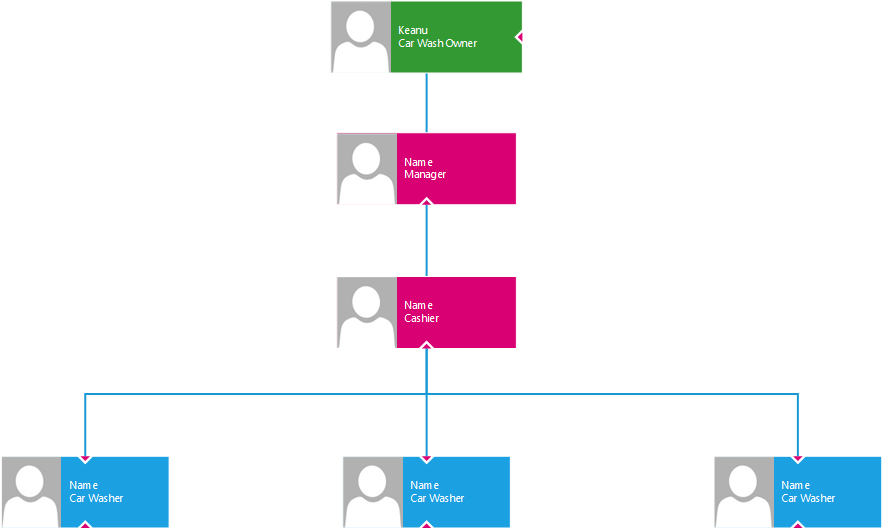 Keanu
Car Wash Owner
Name
Manager
Name
Cashier
Name
Car Washer
Name
Car Washer
Name
Car Washer